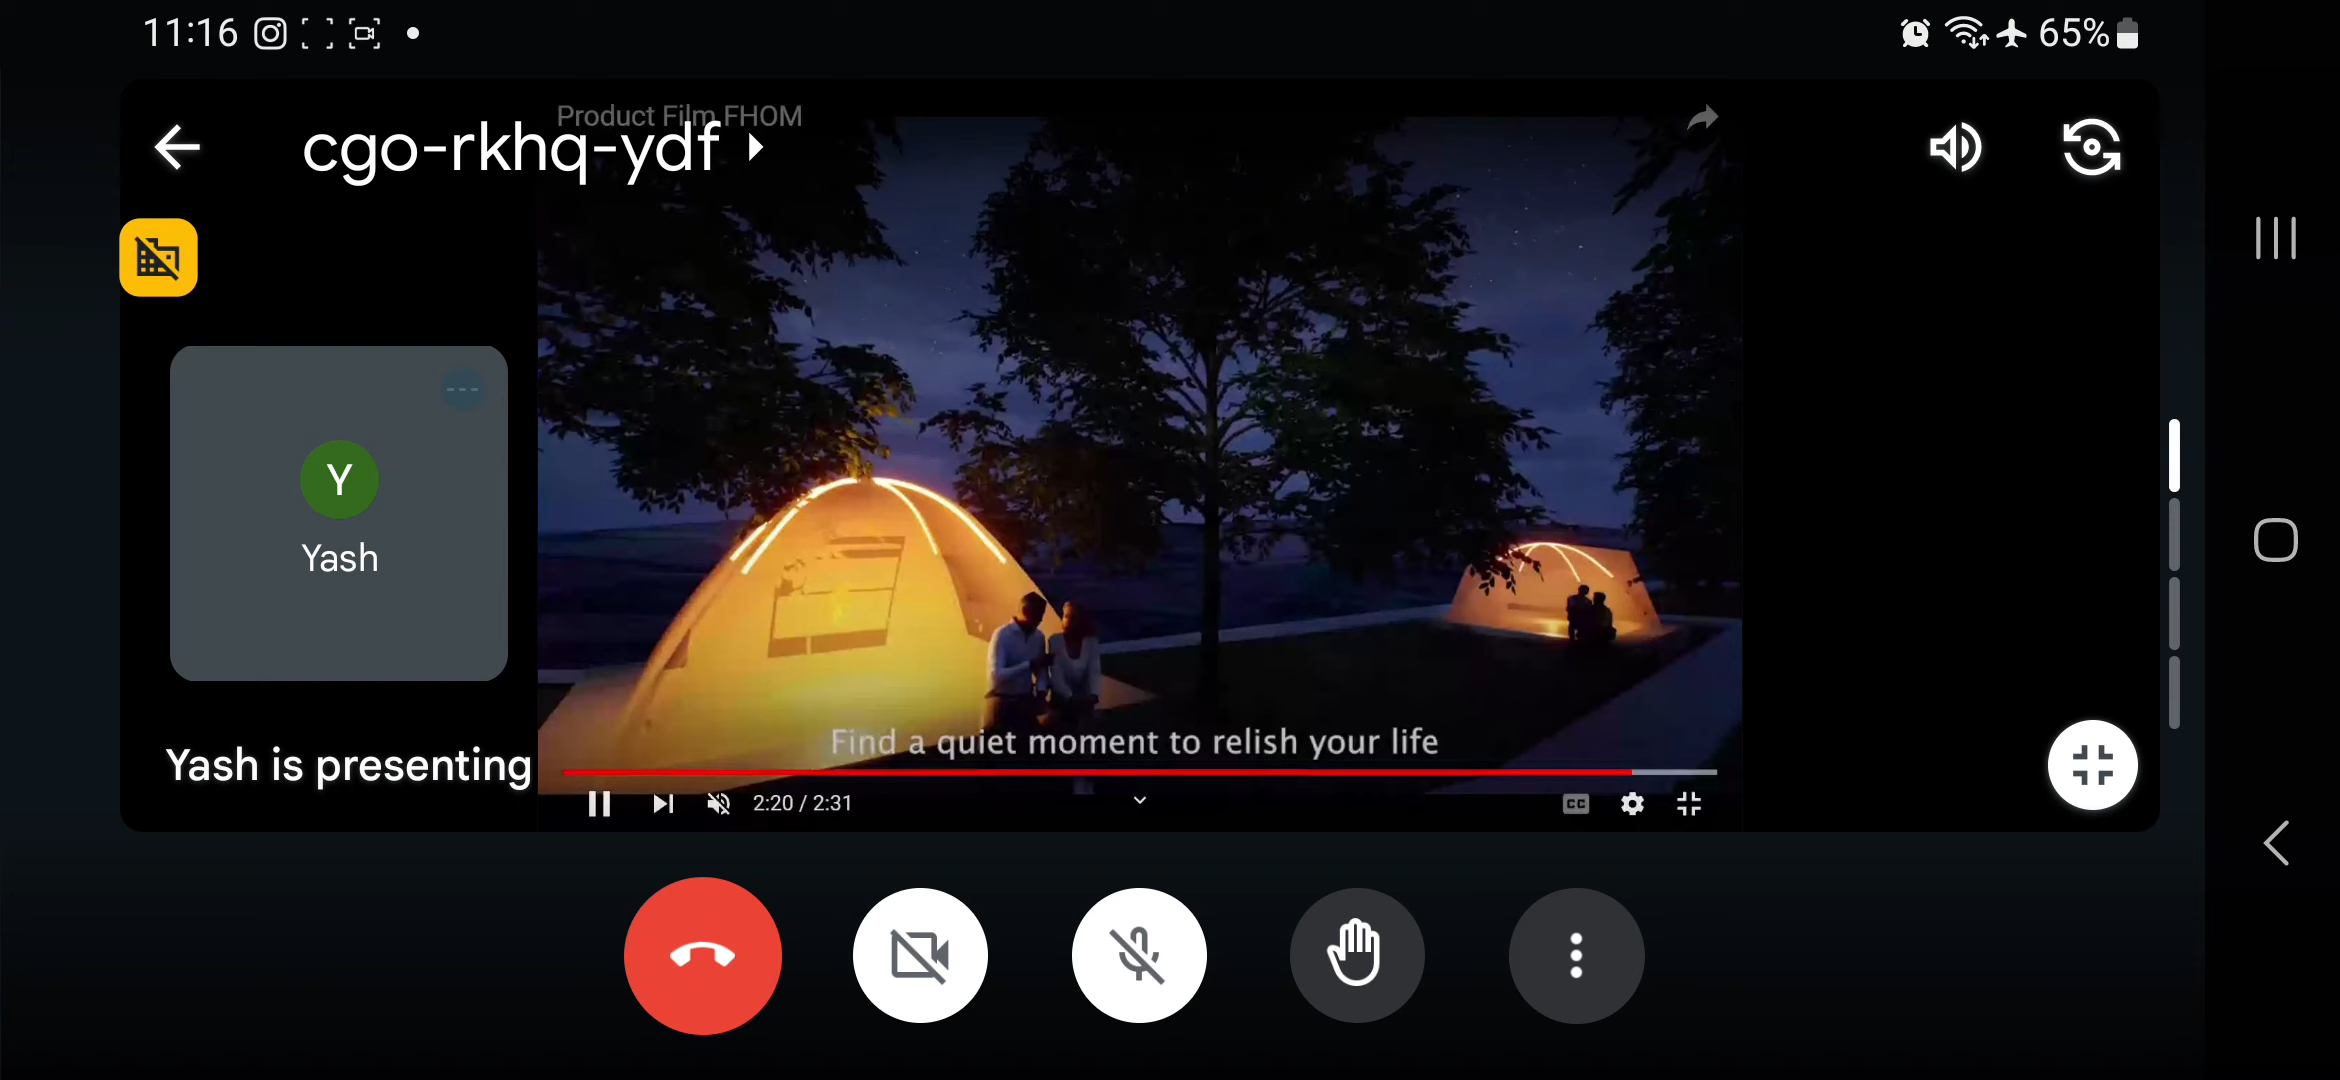 11:16
65%
Product Film FHOM
cgo-rkhq-ydf
Y
Yash
Yash is presenting
Find a quiet moment to relish your life
2:20 / 2:31
CC